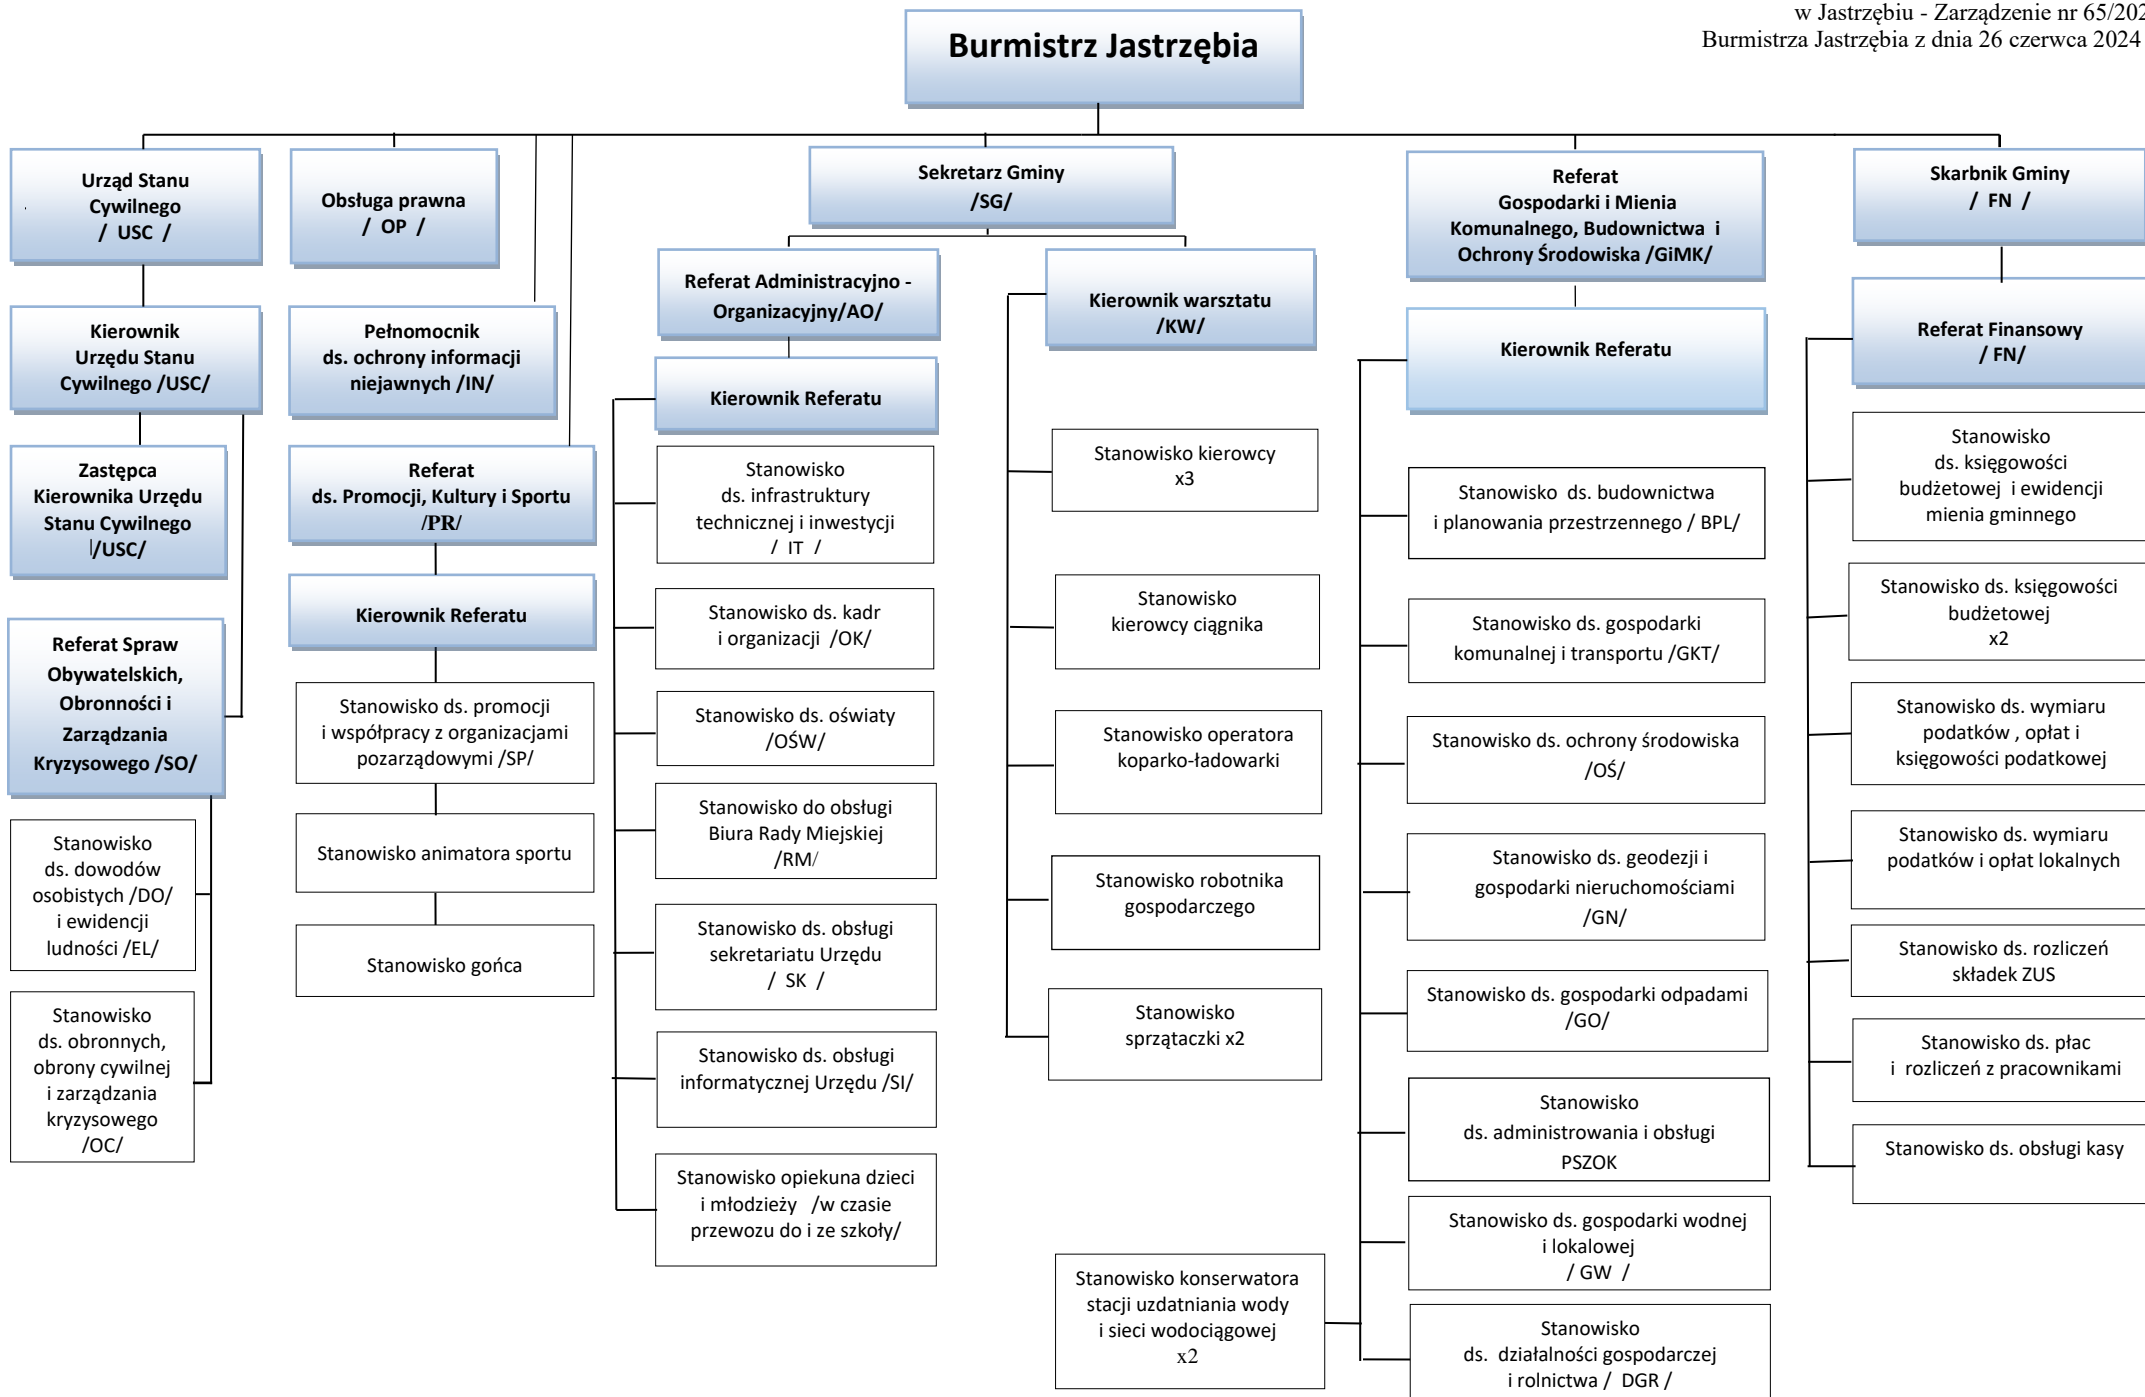 w Jastrzębiu - Zarządzenie nr 65/202
Burmistrza Jastrzębia z dnia 26 czerwca 2024
Burmistrz Jastrzębia
Urząd Stanu
Cywilnego
/ USC /
Obsługa prawna
/ OP /
Sekretarz Gminy
/SG/
Referat
Gospodarki i Mienia
Komunalnego, Budownictwa i
Ochrony Środowiska /GiMK/
Skarbnik Gminy
/ FN /
Kierownik
Urzędu Stanu
Cywilnego /USC/
Zastępca
Kierownika Urzędu
Stanu Cywilnego
/USC/
Referat Spraw
Obywatelskich,
Obronności i
Zarządzania
Kryzysowego /SO/
Stanowisko
ds. dowodów
osobistych /DO/
i ewidencji
ludności /EL/
Stanowisko
ds. obronnych,
obrony cywilnej
i zarządzania
kryzysowego
/OC/
Pełnomocnik
ds. ochrony informacji
niejawnych /IN/
Referat
ds. Promocji, Kultury i Sportu
/PR/
Kierownik Referatu
Stanowisko ds. promocji
i współpracy z organizacjami
pozarządowymi /SP/
Stanowisko animatora sportu
Stanowisko gońca
Referat Administracyjno -
Organizacyjny/AO/
Kierownik Referatu
Stanowisko
ds. infrastruktury
technicznej i inwestycji
/ IT /
Stanowisko ds. kadr
i organizacji /OK/
Stanowisko ds. oświaty
/OŚW/
Stanowisko do obsługi
Biura Rady Miejskiej
/RM/
Stanowisko ds. obsługi
sekretariatu Urzędu
/ SK /
Stanowisko ds. obsługi
informatycznej Urzędu /SI/
Stanowisko opiekuna dzieci
i młodzieży /w czasie
przewozu do i ze szkoły/
Kierownik warsztatu
/KW/
Stanowisko kierowcy
x3
Stanowisko
kierowcy ciągnika
Stanowisko operatora
koparko-ładowarki
Stanowisko robotnika
gospodarczego
Stanowisko
sprzątaczki x2
Stanowisko konserwatora
stacji uzdatniania wody
i sieci wodociągowej
x2
Kierownik Referatu
Stanowisko ds. budownictwa
i planowania przestrzennego / BPL/
Stanowisko ds. gospodarki
komunalnej i transportu /GKT/
Stanowisko ds. ochrony środowiska
/OŚ/
Stanowisko ds. geodezji i
gospodarki nieruchomościami
/GN/
Stanowisko ds. gospodarki odpadami
/GO/
Stanowisko
ds. administrowania i obsługi
PSZOK
Stanowisko ds. gospodarki wodnej
i lokalowej
/ GW /
Stanowisko
ds. działalności gospodarczej
i rolnictwa / DGR /
Referat Finansowy
/ FN/
Stanowisko
ds. księgowości
budżetowej i ewidencji
mienia gminnego
Stanowisko ds. księgowości
budżetowej
x2
Stanowisko ds. wymiaru
podatków , opłat i
księgowości podatkowej
Stanowisko ds. wymiaru
podatków i opłat lokalnych
Stanowisko ds. rozliczeń
składek ZUS
Stanowisko ds. płac
i rozliczeń z pracownikami
Stanowisko ds. obsługi kasy